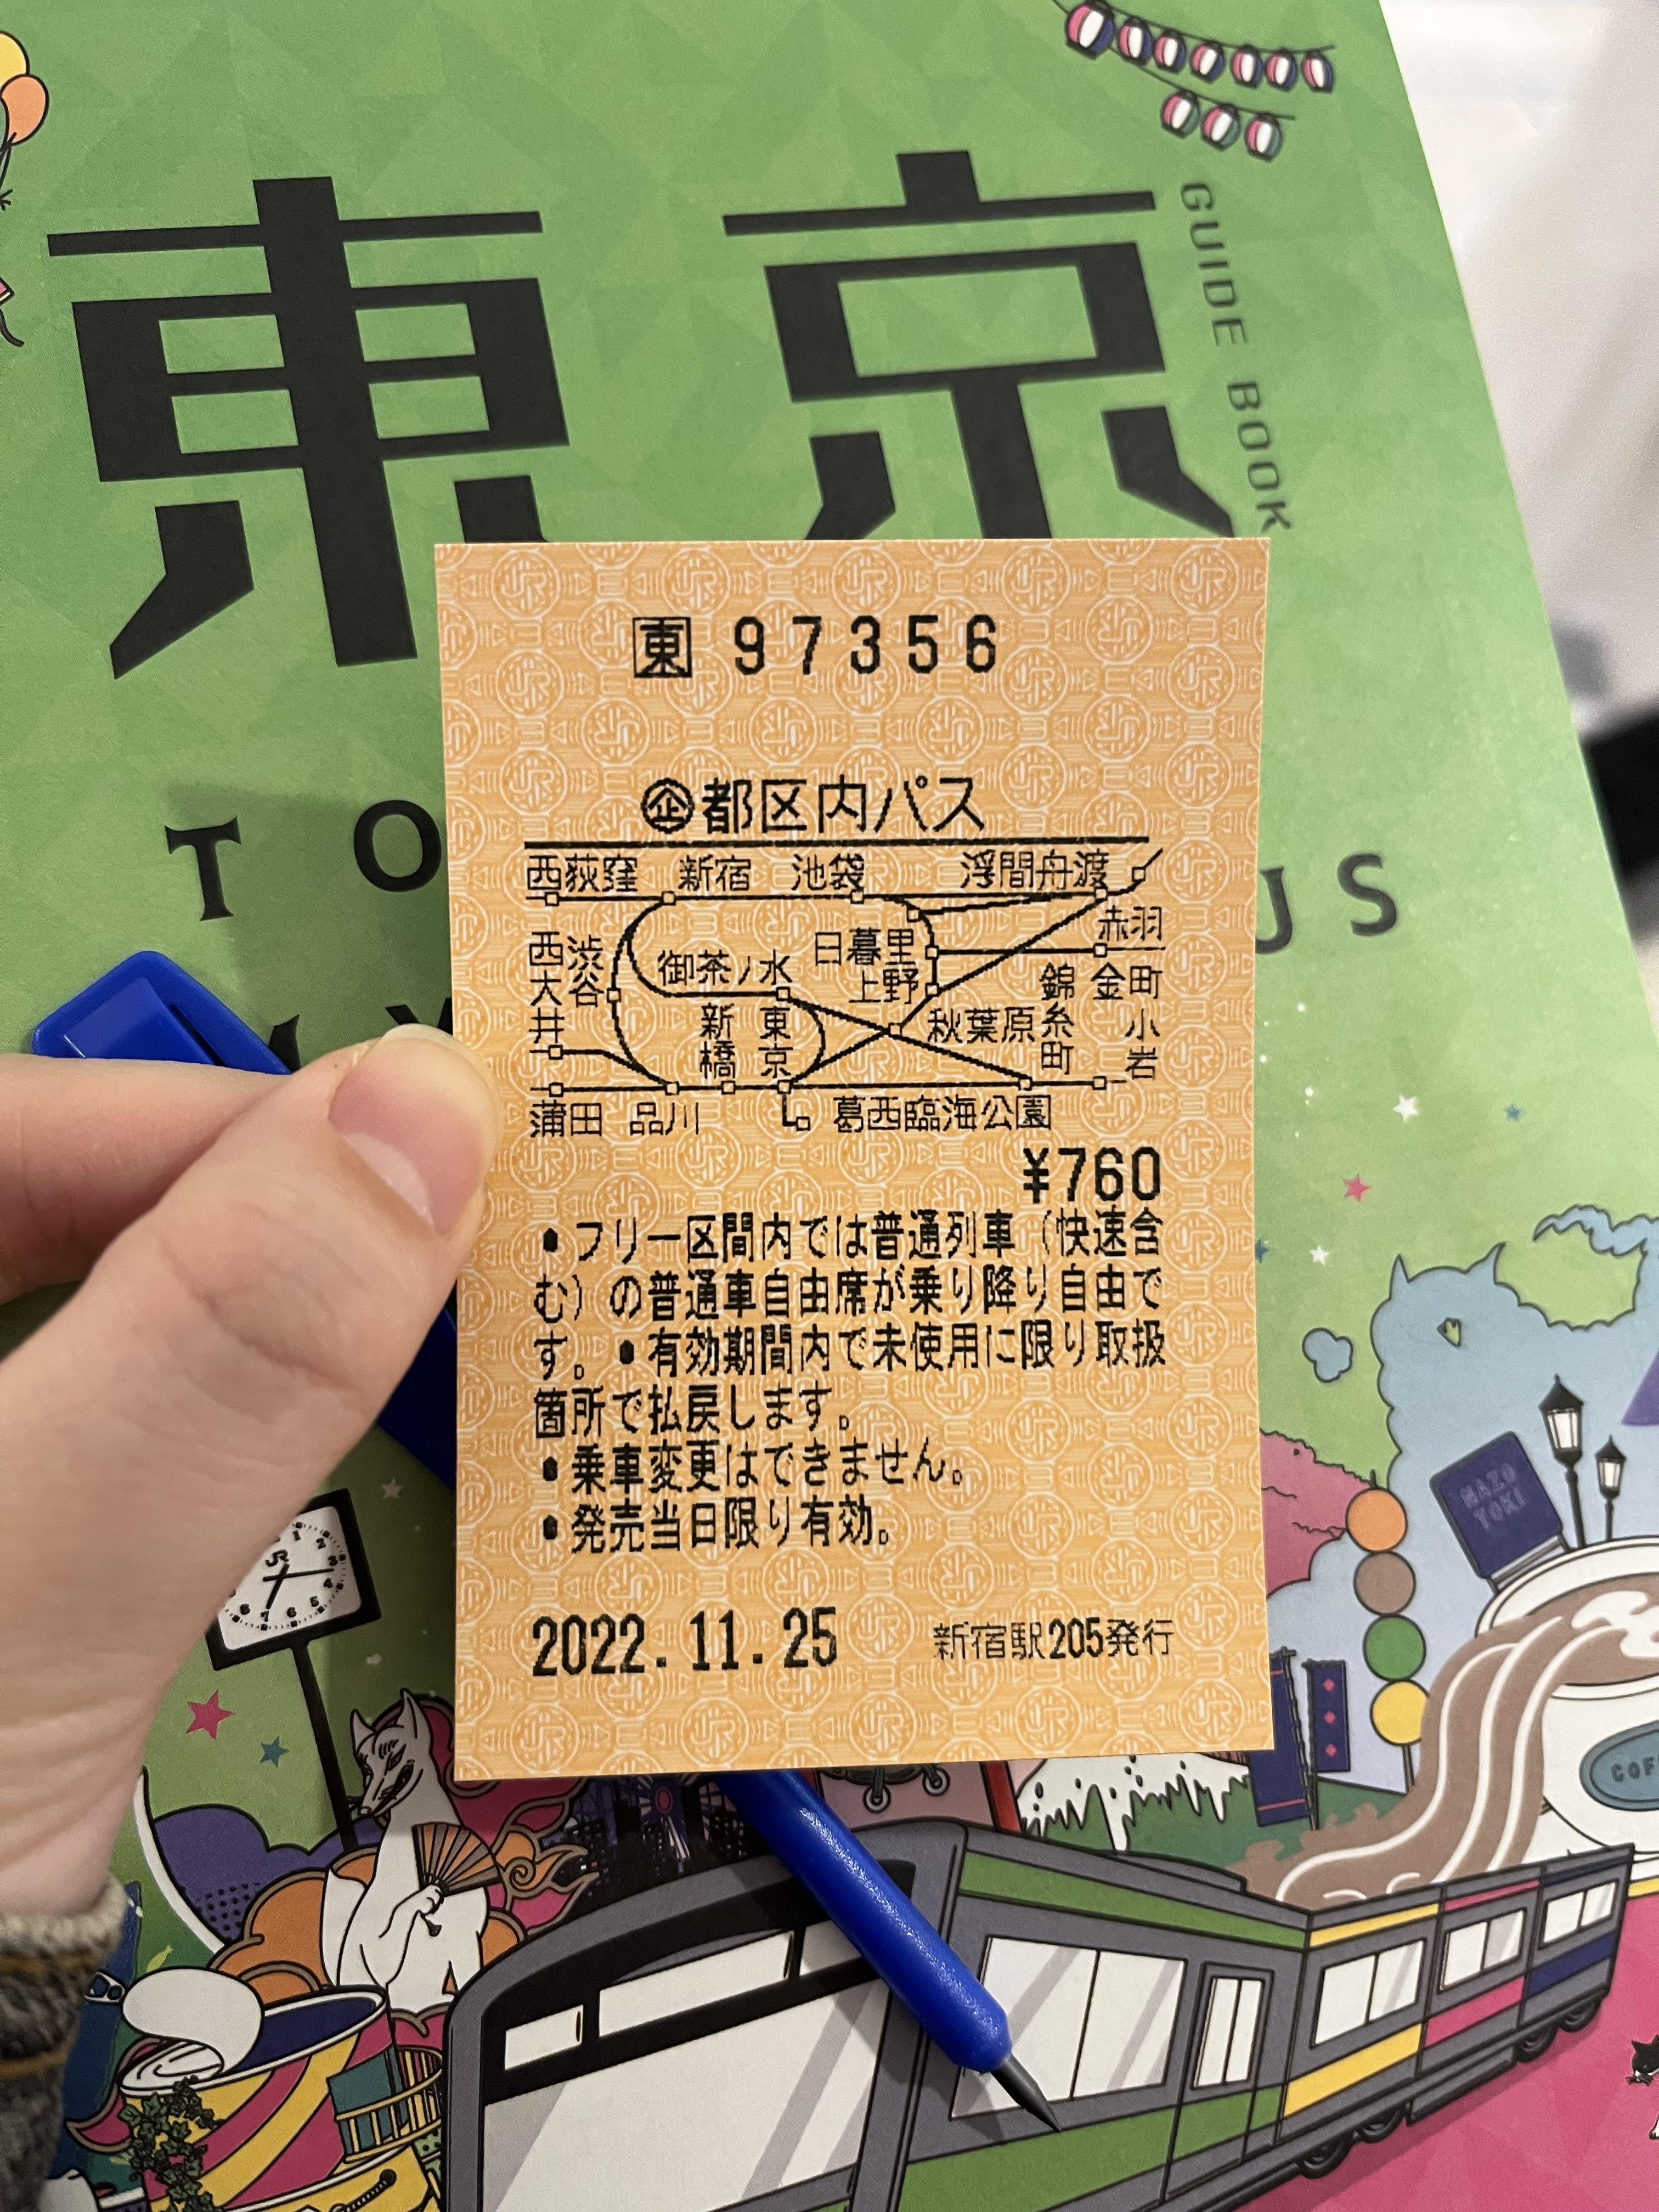 東京
GUIDE BOOK
東 97356
企都区内パス
西荻窪 新宿 池袋 浮間舟渡
赤羽
西大井 渋谷 御茶ノ水 日暮里 上野 錦糸町 金町
新橋 東京 秋葉原 小岩
蒲田 品川 葛西臨海公園
¥760
●フリー区間内では普通列車（快速含
む）の普通車自由席が乗り降り自由で
す。●有効期間内で未使用に限り取扱
箇所で払戻します。
●乗車変更はできません。
●発売当日限り有効。
2022.11.25 新宿駅205発行
NAZO
TOKI
JR